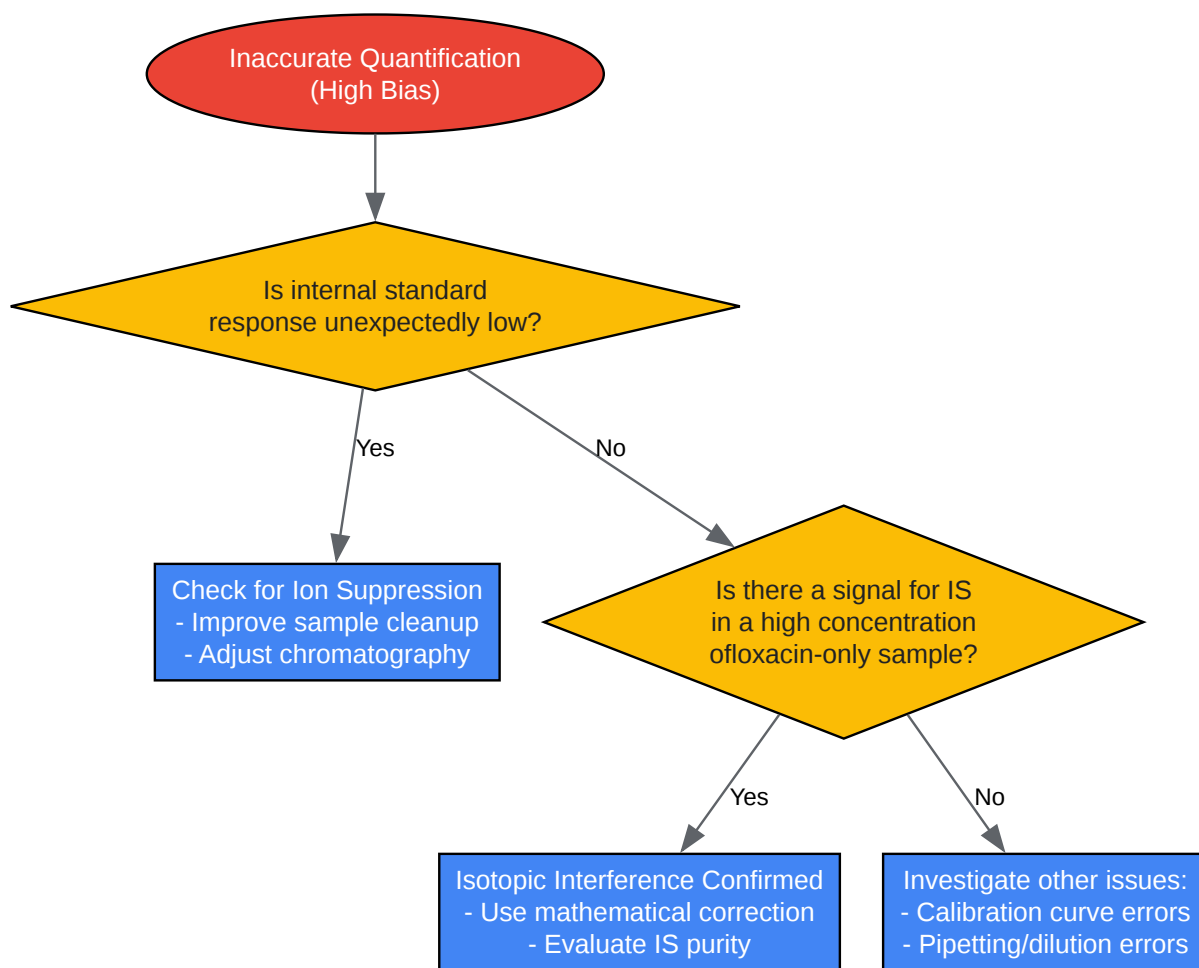 Inaccurate Quantification
(High Bias)
Is internal standard
response unexpectedly low?
Yes
No
Check for Ion Suppression
- Improve sample cleanup
- Adjust chromatography
Is there a signal for IS
in a high concentration
ofloxacin-only sample?
Yes
No
Isotopic Interference Confirmed
- Use mathematical correction
- Evaluate IS purity
Investigate other issues:
- Calibration curve errors
- Pipetting/dilution errors